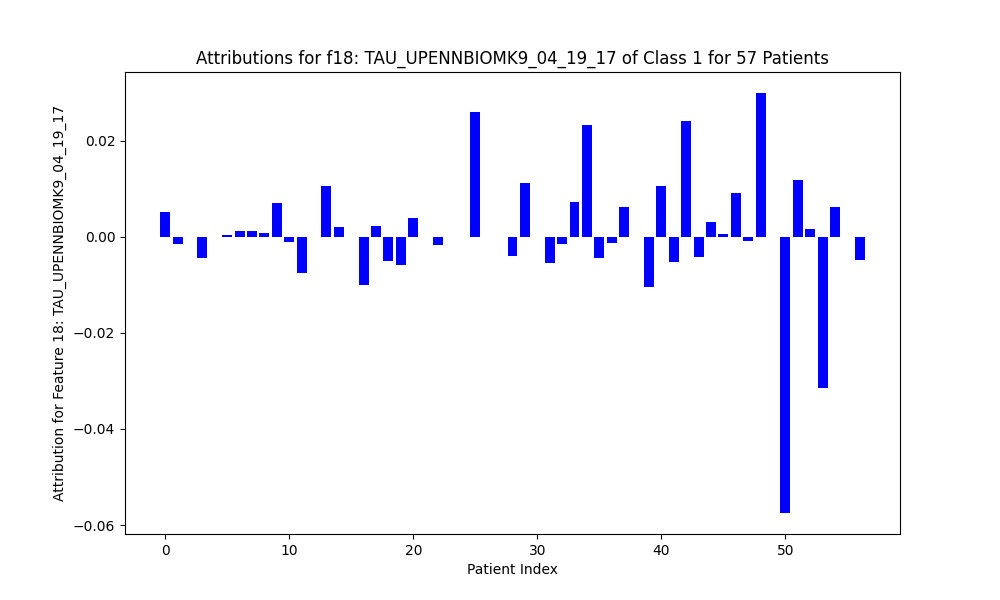 Attributions for f18: TAU_UPENNBIOMK9_04_19_17 of Class 1 for 57 Patients
Attribution for Feature 18: TAU_UPENNBIOMK9_04_19_17
0.02
0.00
−0.02
−0.04
−0.06
0 10 20 30 40 50
Patient Index